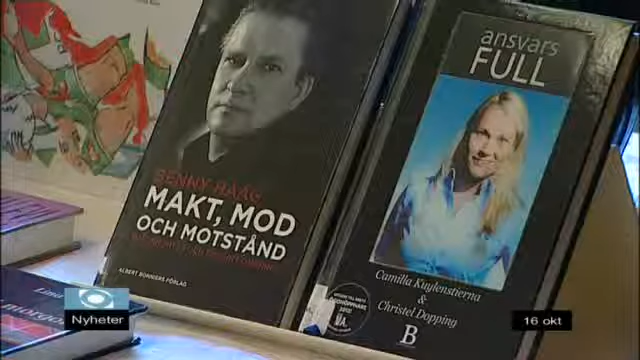 BENNY HAAG
MAKT, MOD
OCH MOTSTÅND
ALBERT BONNIERS FÖRLAG
ansvars
FULL
Camilla Kuylenstierna
&
Christel Dopping
B
Nyheter
16 okt